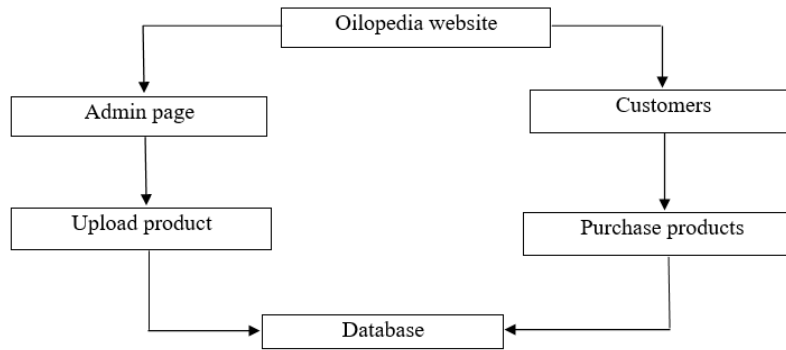 Oilopedia website
Admin page
Customers
Upload product
Purchase products
Database